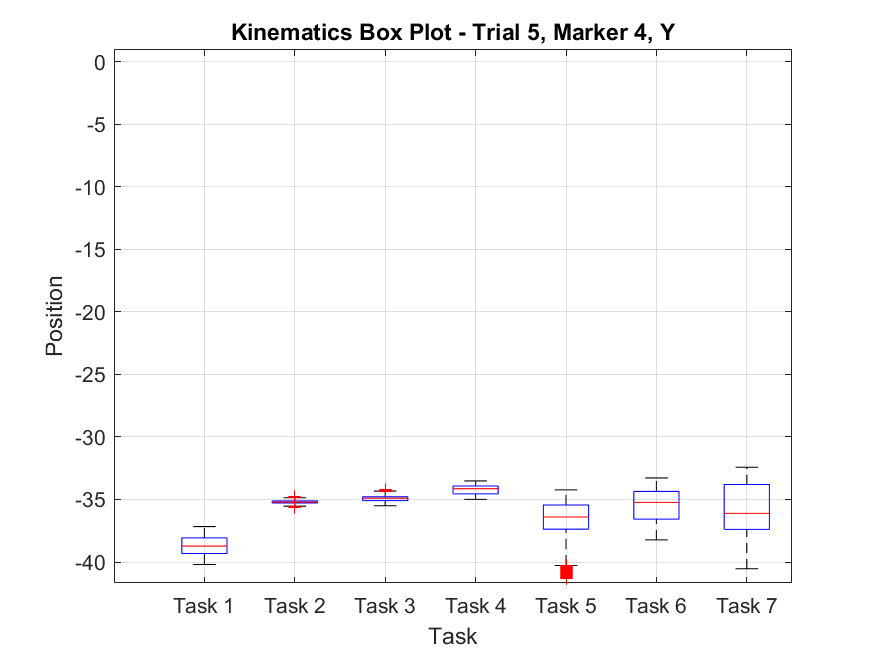 Kinematics Box Plot - Trial 5, Marker 4, Y
0
-5
-10
-15
-20
-25
-30
-35
-40
Position
Task 1 Task 2 Task 3 Task 4 Task 5 Task 6 Task 7
Task